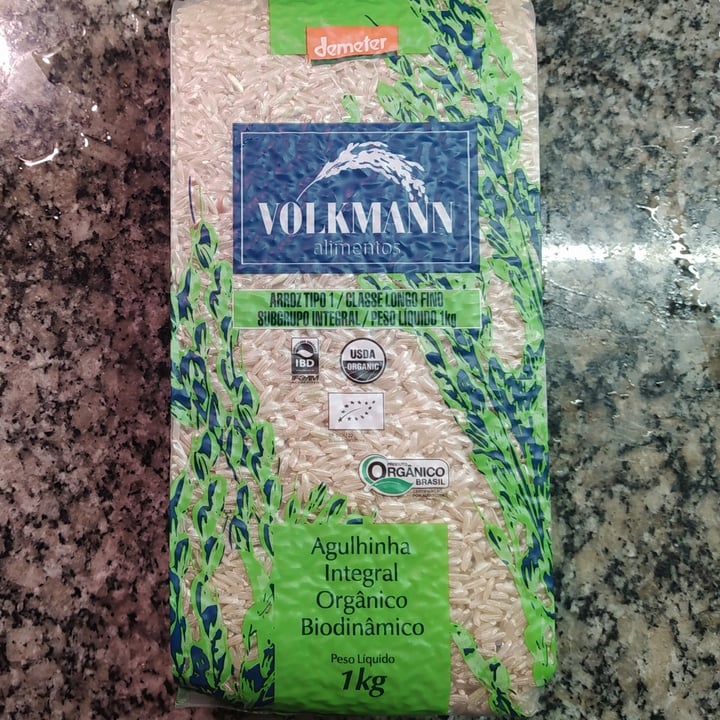 demeter
VOLKMANN
alimentos
ARROZ TIPO 1 / CLASSE LONGO FINO
SUBGRUPO INTEGRAL / PESO LÍQUIDO 1kg
IBD
USDA
ORGANIC
PRODUTO
ORGÂNICO
BRASIL
Agulhinha
Integral
Orgânico
Biodinâmico
Peso Líquido
1kg